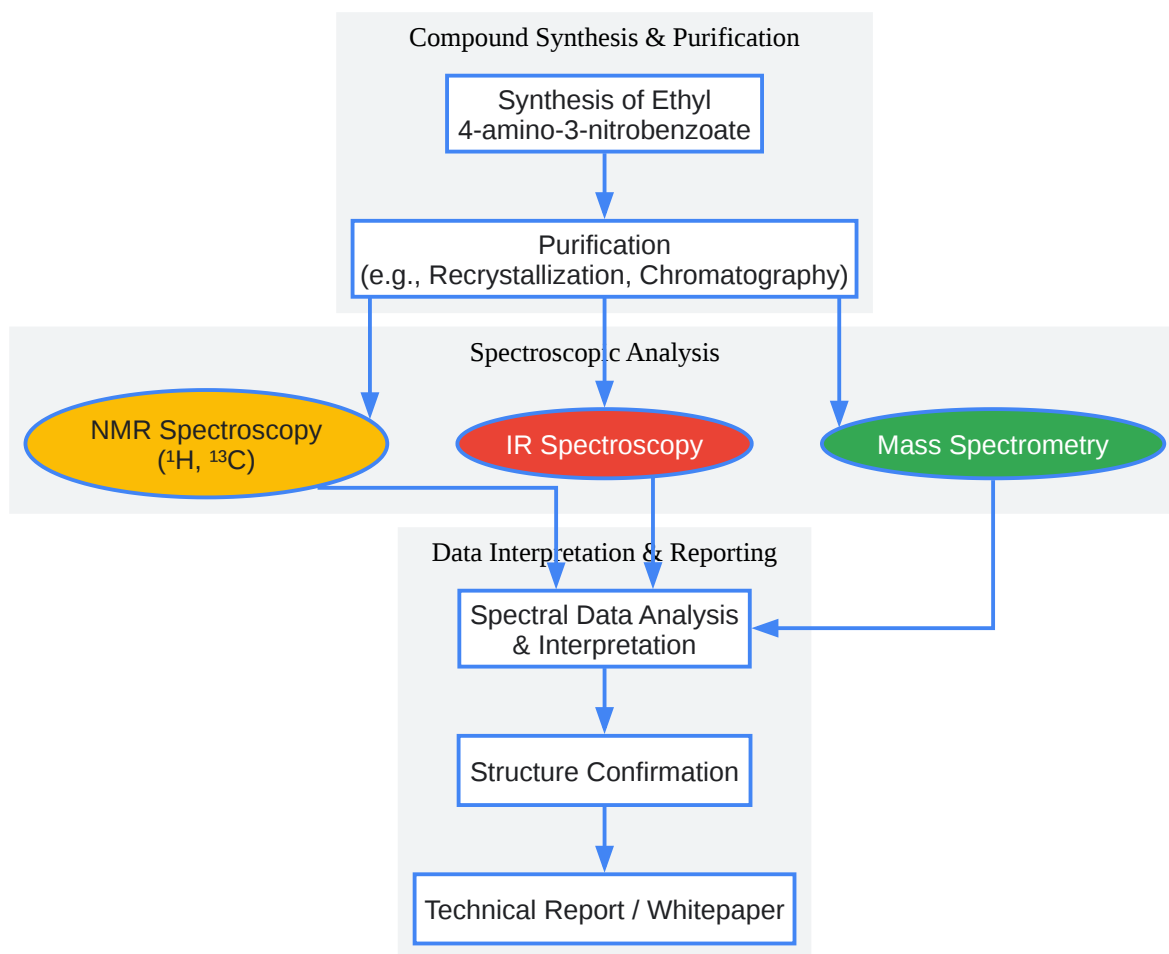 Compound Synthesis & Purification
Synthesis of Ethyl
4-amino-3-nitrobenzoate
Purification
(e.g., Recrystallization, Chromatography)
Spectroscopic Analysis
NMR Spectroscopy
(¹H, ¹³C)
IR Spectroscopy
Mass Spectrometry
Data Interpretation & Reporting
Spectral Data Analysis
& Interpretation
Structure Confirmation
Technical Report / Whitepaper